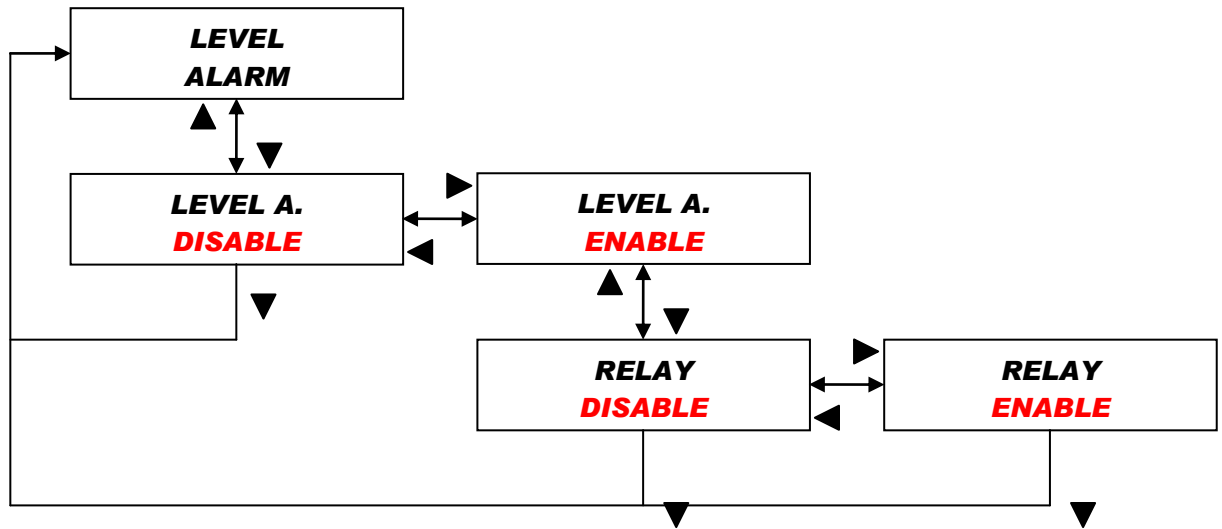 LEVEL
ALARM
LEVEL A.
DISABLE
LEVEL A.
ENABLE
RELAY
DISABLE
RELAY
ENABLE